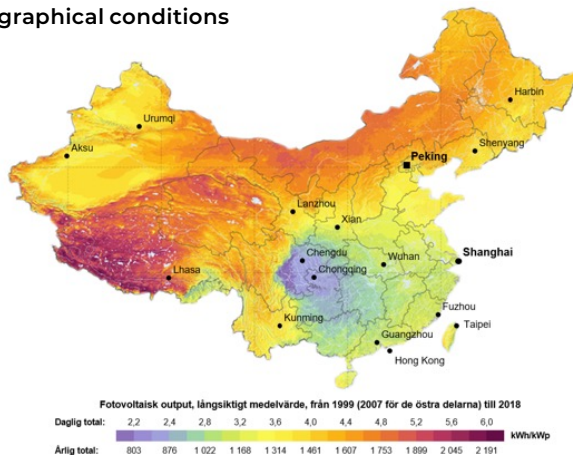 graphical conditions
Harbin
Urumqi
Shenyang
Aksu
Peking
Lanzhou
Xian
Shanghai
Chengdu
Wuhan
Lhasa
Chongqing
Fuzhou
Kunming
Taipei
Guangzhou
Hong Kong
Fotovoltaisk output, långsiktigt medelvärde, från 1999 (2007 för de östra delarna) till 2018
Daglig total: 2,2 2,4 2,8 3,2 3,6 4,0 4.4 4,8 5,2 5,6 6,0
kWh/kWp
Årlig total: 803 876 1 022 1 168 1 314 1 461 1 607 1 753 1 899 2 045 2 191